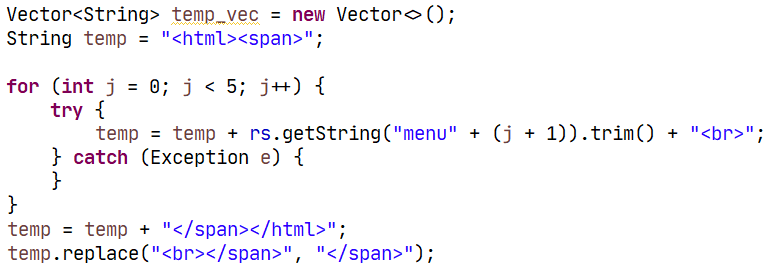 Vector<String> temp_vec = new Vector<>();
String temp = "<html><span>";
for (int j = 0; j < 5; j++) {
try {
temp = temp + rs.getString("menu" + (j + 1)).trim() + "<br>";
} catch (Exception e) {
}
}
temp = temp + "</span></html>";
temp.replace("<br></span>", "</span>");